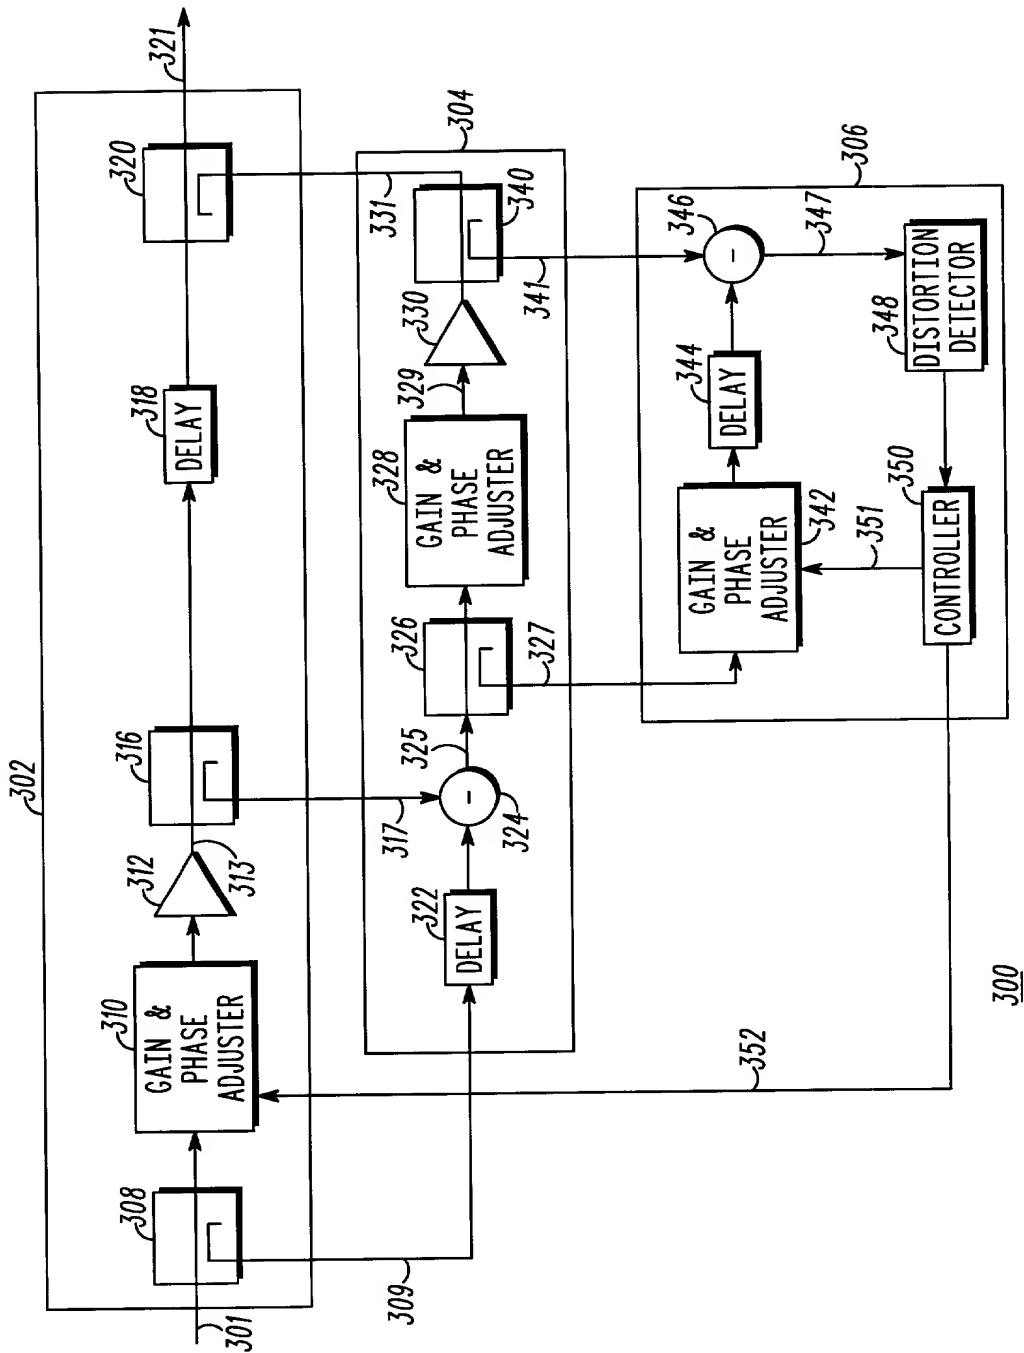 302
301
308
310
GAIN &
PHASE
ADJUSTER
312
313
316
318
DELAY
320
321
309
317
331
304
322
DELAY
324
325
326
327
328
GAIN &
PHASE
ADJUSTER
329
330
340
341
306
342
GAIN &
PHASE
ADJUSTER
344
DELAY
346
347
348
DISTORTION
DETECTOR
350
CONTROLLER
351
352
300